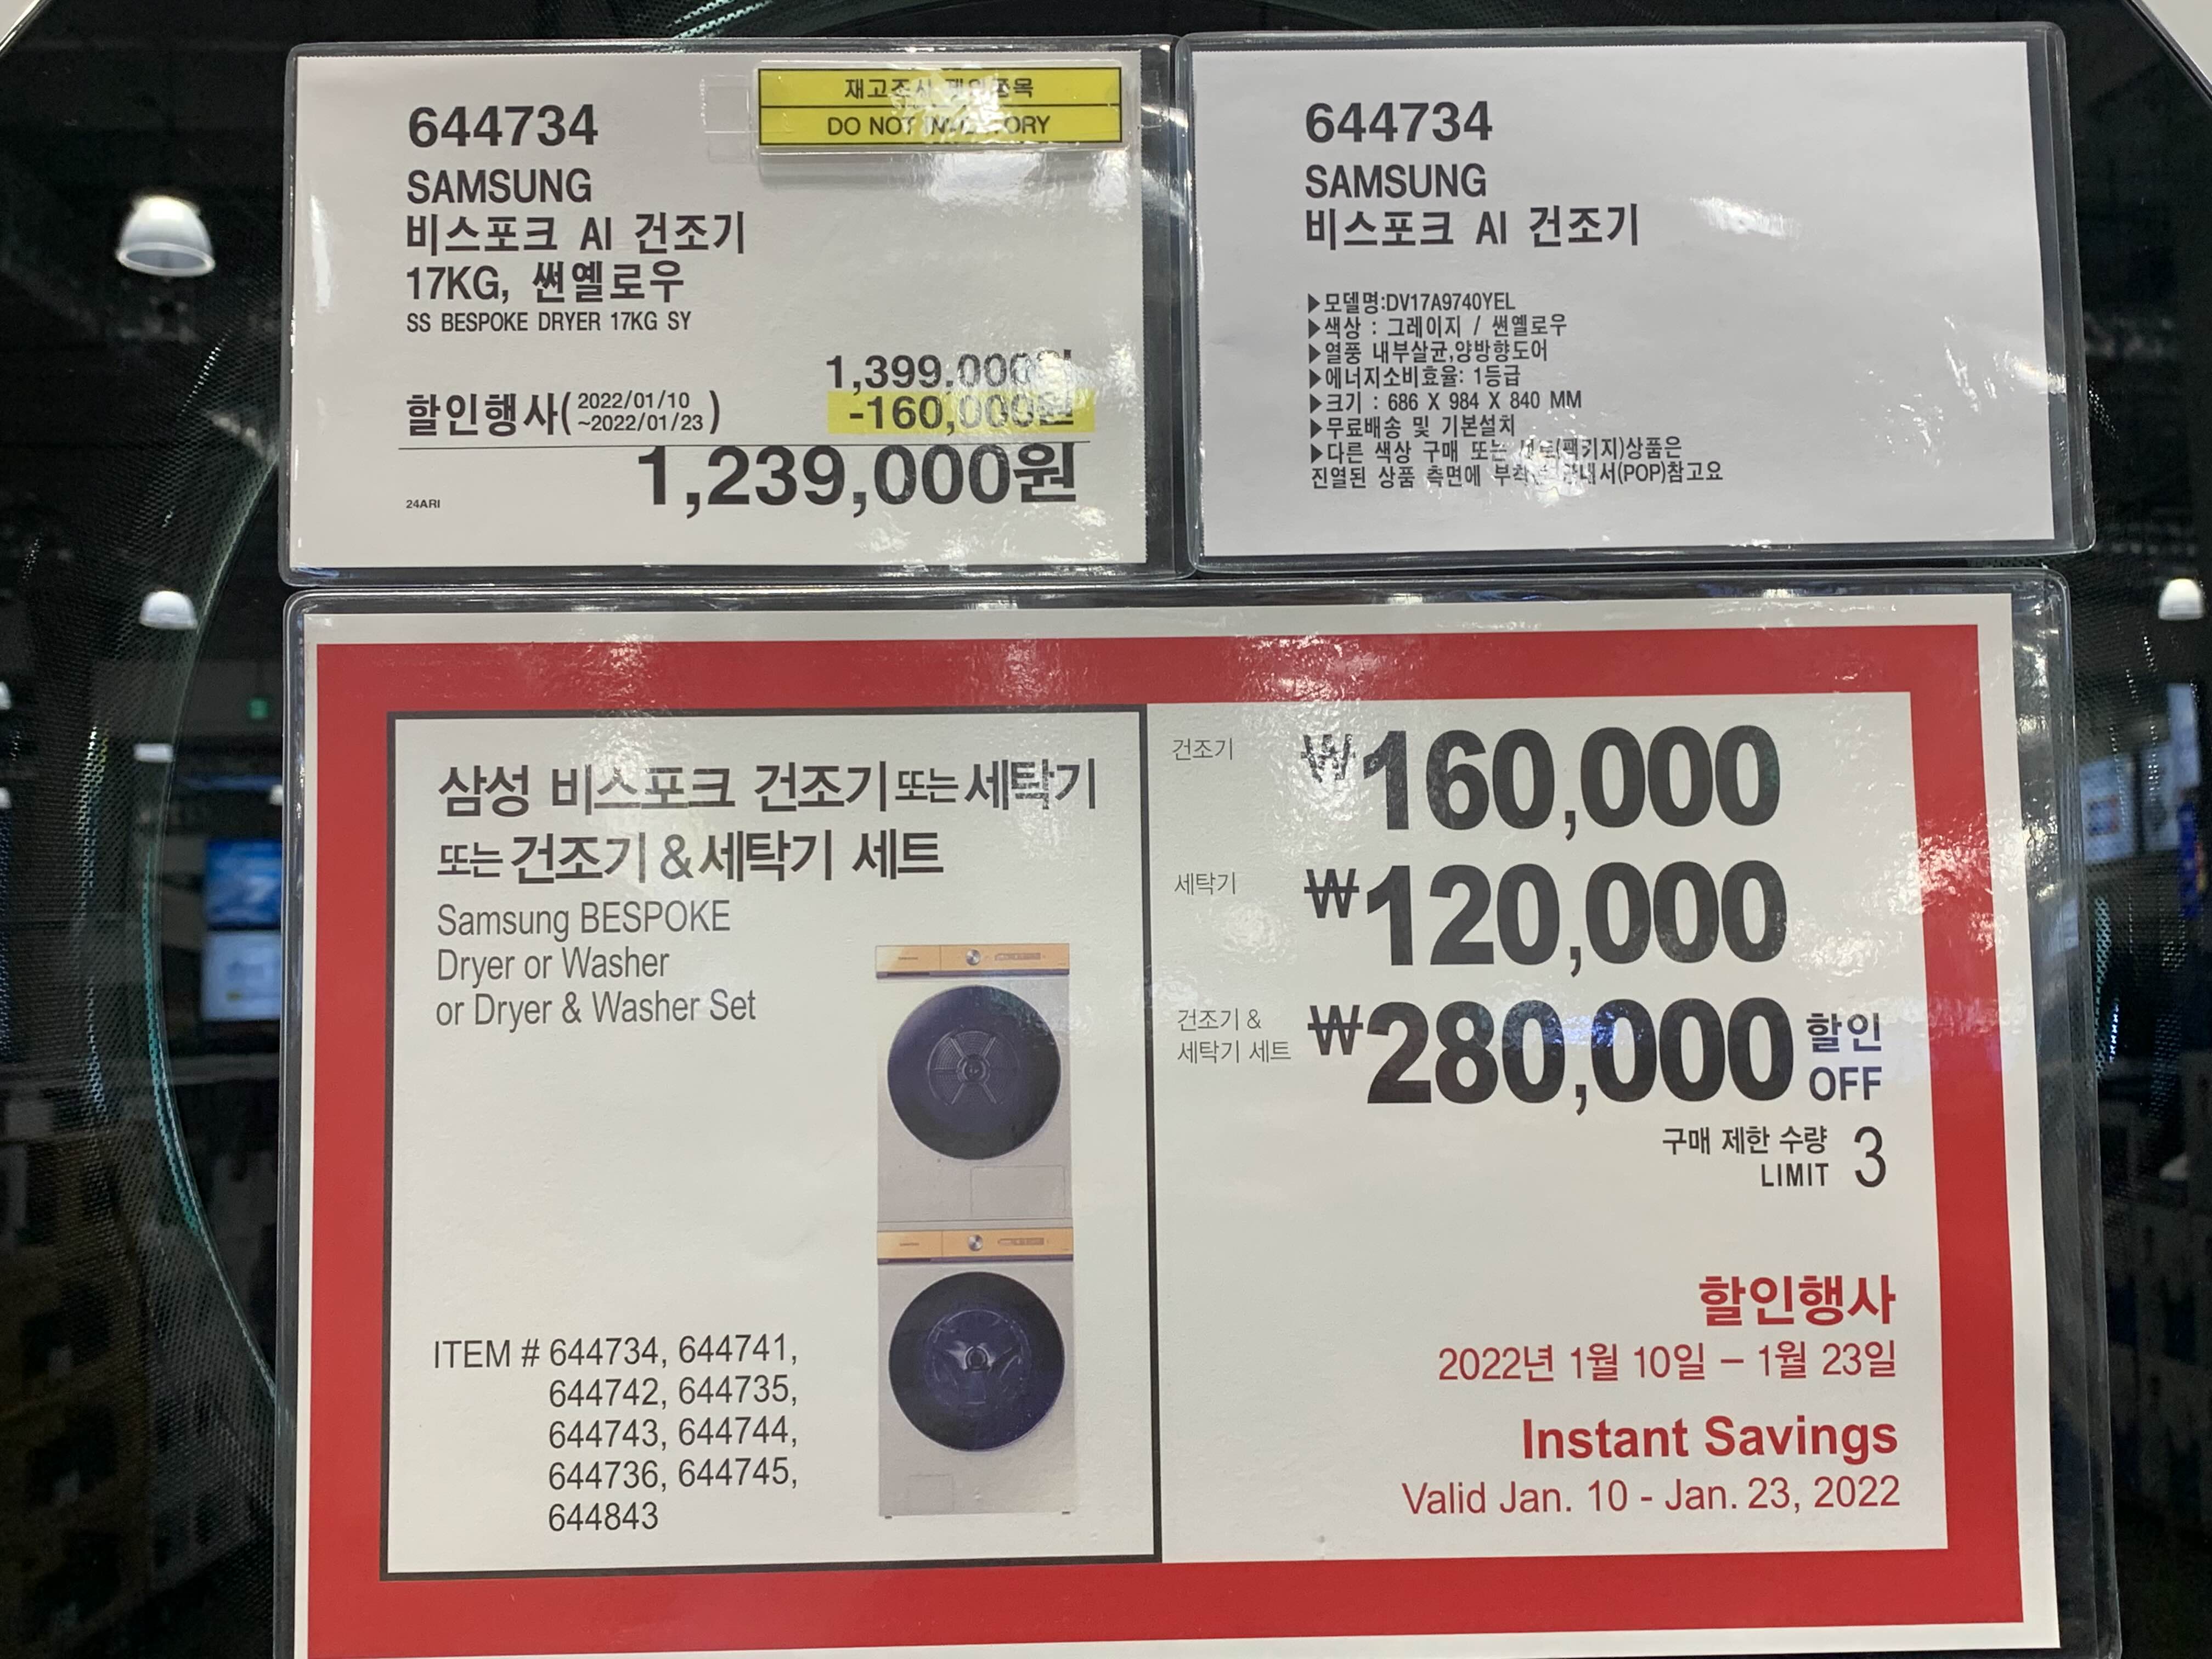 644734
SAMSUNG
비스포크 AI 건조기
17KG, 썬옐로우
SS BESPOKE DRYER 17KG SY
재고조사 제외종목
DO NOT INVENTORY
1,399,000원
할인행사(2022/01/10 ~2022/01/23) -160,000원
1,239,000원
24ARI
644734
SAMSUNG
비스포크 AI 건조기
▶모델명:DV17A9740YEL
▶색상 : 그레이지 / 썬옐로우
▶열풍 내부살균,양방향도어
▶에너지소비효율: 1등급
▶크기 : 686 X 984 X 840 MM
▶무료배송 및 기본설치
▶다른 색상 구매 또는 (팩키지)상품은
진열된 상품 측면에 부착된 안내서(POP)참고요
삼성 비스포크 건조기 또는 세탁기
또는 건조기 & 세탁기 세트
Samsung BESPOKE
Dryer or Washer
or Dryer & Washer Set
ITEM # 644734, 644741,
644742, 644735,
644743, 644744,
644736, 644745,
644843
건조기 ₩160,000
세탁기 ₩120,000
건조기 &
세탁기 세트 ₩280,000 할인
OFF
구매 제한 수량
LIMIT 3
할인행사
2022년 1월 10일 – 1월 23일
Instant Savings
Valid Jan. 10 - Jan. 23, 2022